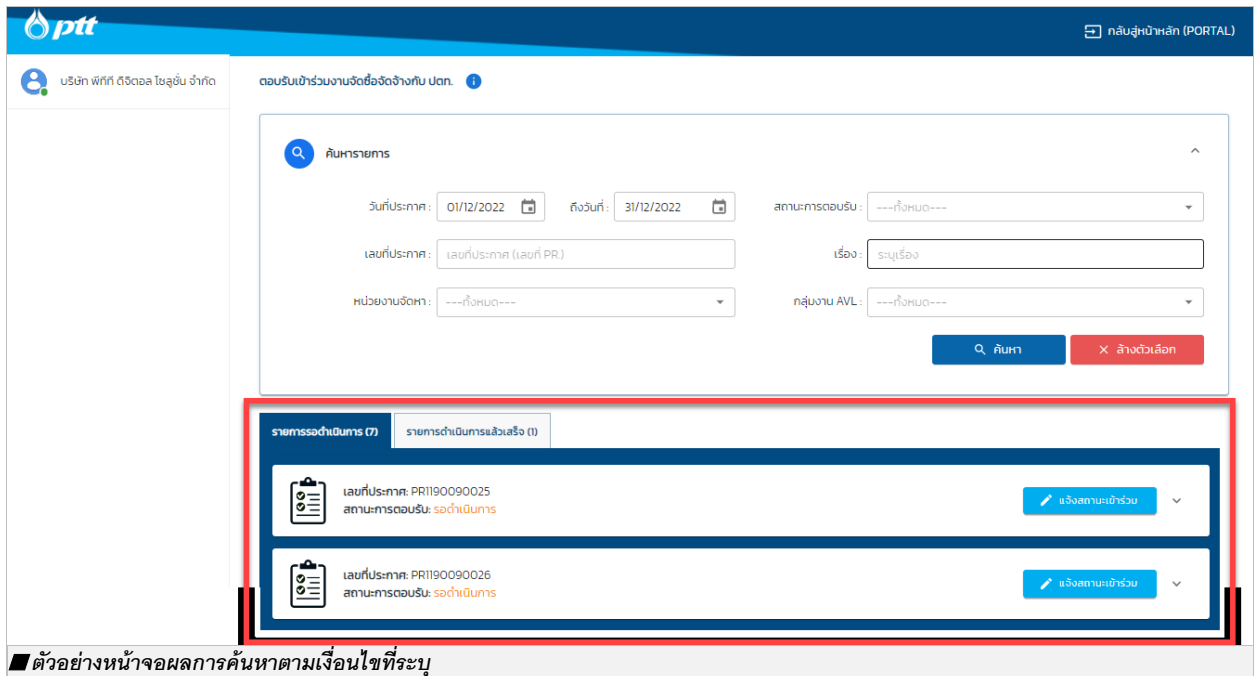 ptt
กลับสู่หน้าหลัก (PORTAL)
บริษัท พีทีที ดิจิตอล โซลูชั่น จำกัด
ตอบรับเข้าร่วมงานจัดซื้อจัดจ้างกับ ปตท.
ค้นหารายการ
วันที่ประกาศ : 01/12/2022 ถึงวันที่ : 31/12/2022 สถานะการตอบรับ : ---ทั้งหมด---
เลขที่ประกาศ : เลขที่ประกาศ (เลขที่ PR.) เรื่อง : ระบุเรื่อง
หน่วยงานจัดหา : ---ทั้งหมด--- กลุ่มงาน AVL : ---ทั้งหมด---
ค้นหา ล้างตัวเลือก
รายการรอดำเนินการ (7) รายการดำเนินการแล้วเสร็จ (1)
เลขที่ประกาศ: PR1190090025
สถานะการตอบรับ: รอดำเนินการ
แจ้งสถานะเข้าร่วม
เลขที่ประกาศ: PR1190090026
สถานะการตอบรับ: รอดำเนินการ
แจ้งสถานะเข้าร่วม
ตัวอย่างหน้าจอผลการค้นหาตามเงื่อนไขที่ระบุ